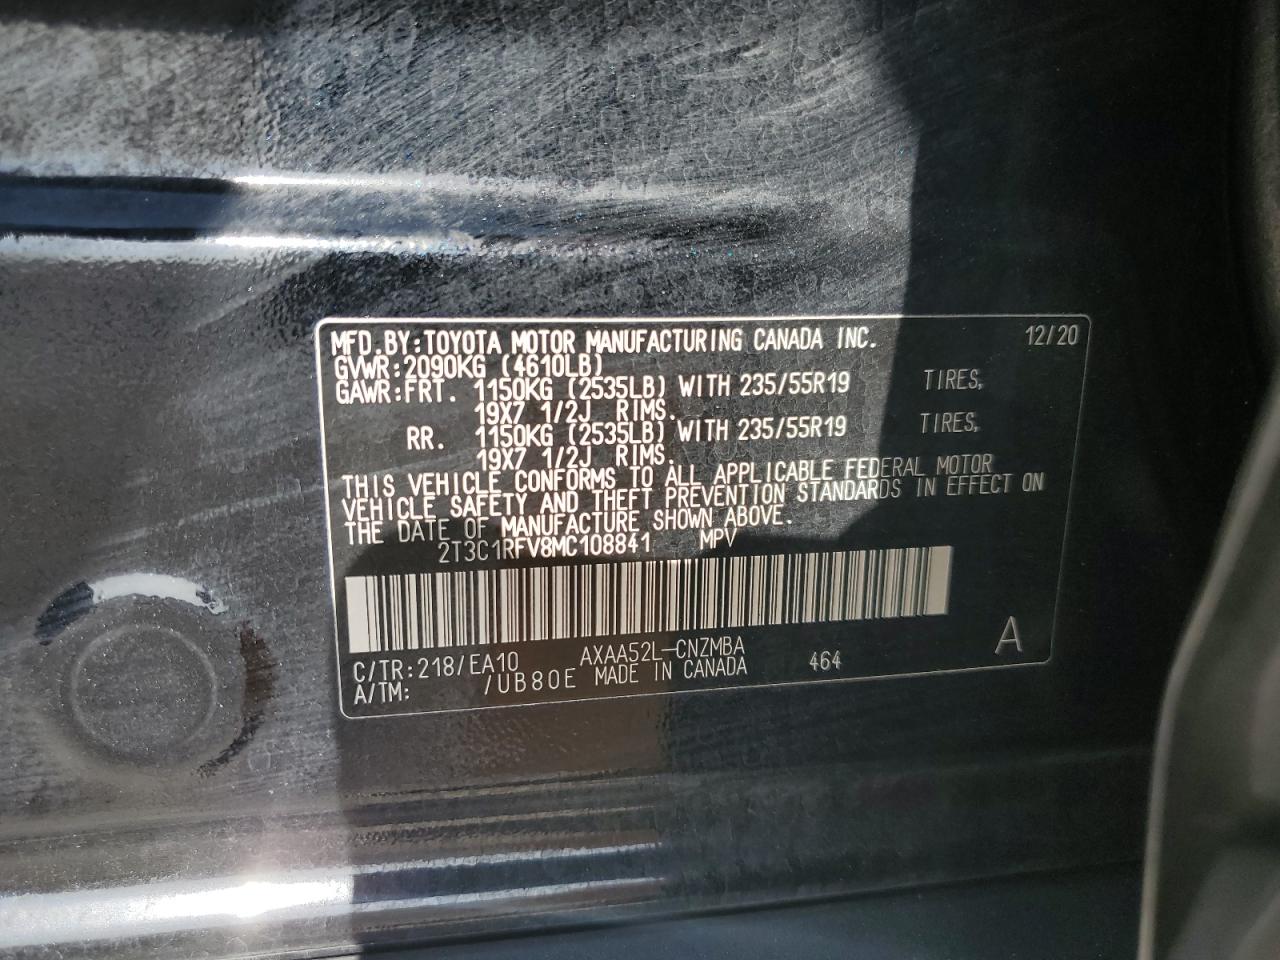 MFD.BY:TOYOTA MOTOR MANUFACTURING CANADA INC. 12/20
GVWR:2090KG (4610LB)
GAWR:FRT. 1150KG (2535LB) WITH 235/55R19 TIRES,
19X7 1/2J RIMS.
RR. 1150KG (2535LB) WITH 235/55R19 TIRES,
19X7 1/2J RIMS.
THIS VEHICLE CONFORMS TO ALL APPLICABLE FEDERAL MOTOR
VEHICLE SAFETY AND THEFT PREVENTION STANDARDS IN EFFECT ON
THE DATE OF MANUFACTURE SHOWN ABOVE.
2T3C1RFV8MC108841 MPV
C/TR:218/EA10 AXAA52L-CNZMBA 464 A
A/TM: /UB80E MADE IN CANADA